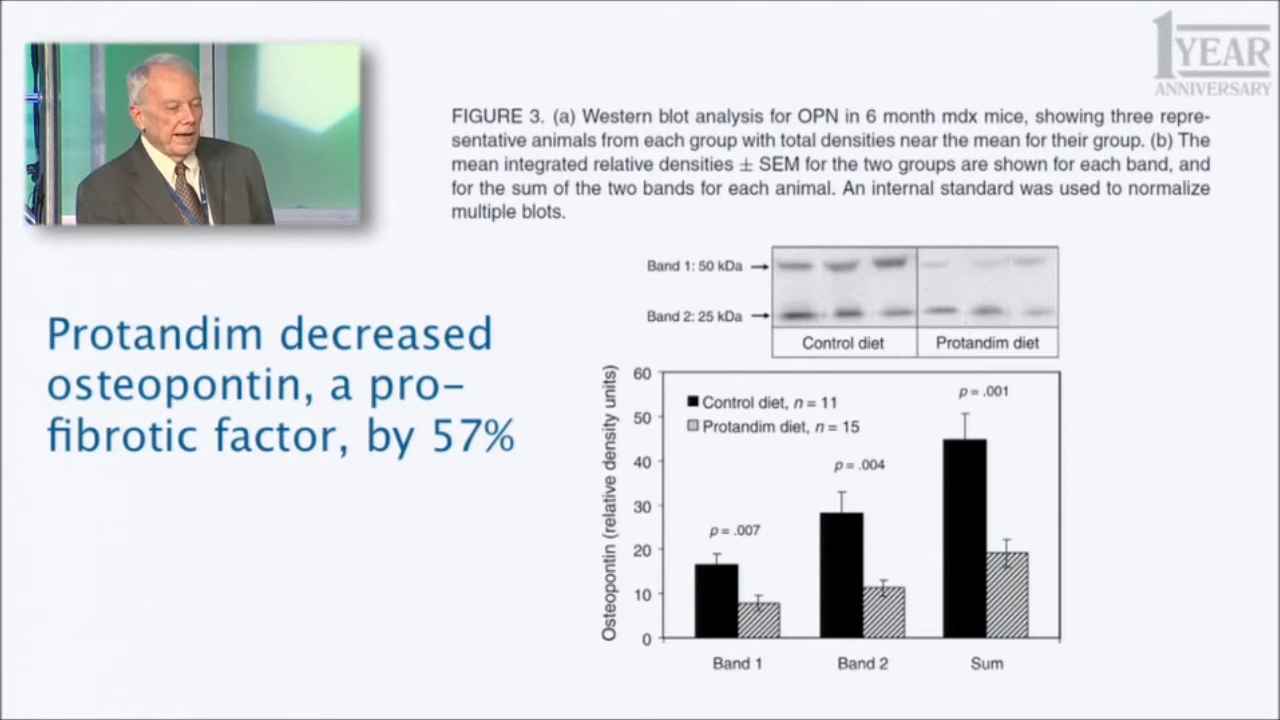 1 YEAR
ANNIVERSARY
FIGURE 3. (a) Western blot analysis for OPN in 6 month mdx mice, showing three repre-
sentative animals from each group with total densities near the mean for their group. (b) The
mean integrated relative densities ± SEM for the two groups are shown for each band, and
for the sum of the two bands for each animal. An internal standard was used to normalize
multiple blots.
Protandim decreased
osteopontin, a pro-
fibrotic factor, by 57%
Band 1: 50 kDa
Band 2: 25 kDa
Control diet
Protandim diet
Osteopontin (relative density units)
60
50
40
30
20
10
0
Control diet, n = 11
Protandim diet, n = 15
p = .007
p = .004
p = .001
Band 1
Band 2
Sum